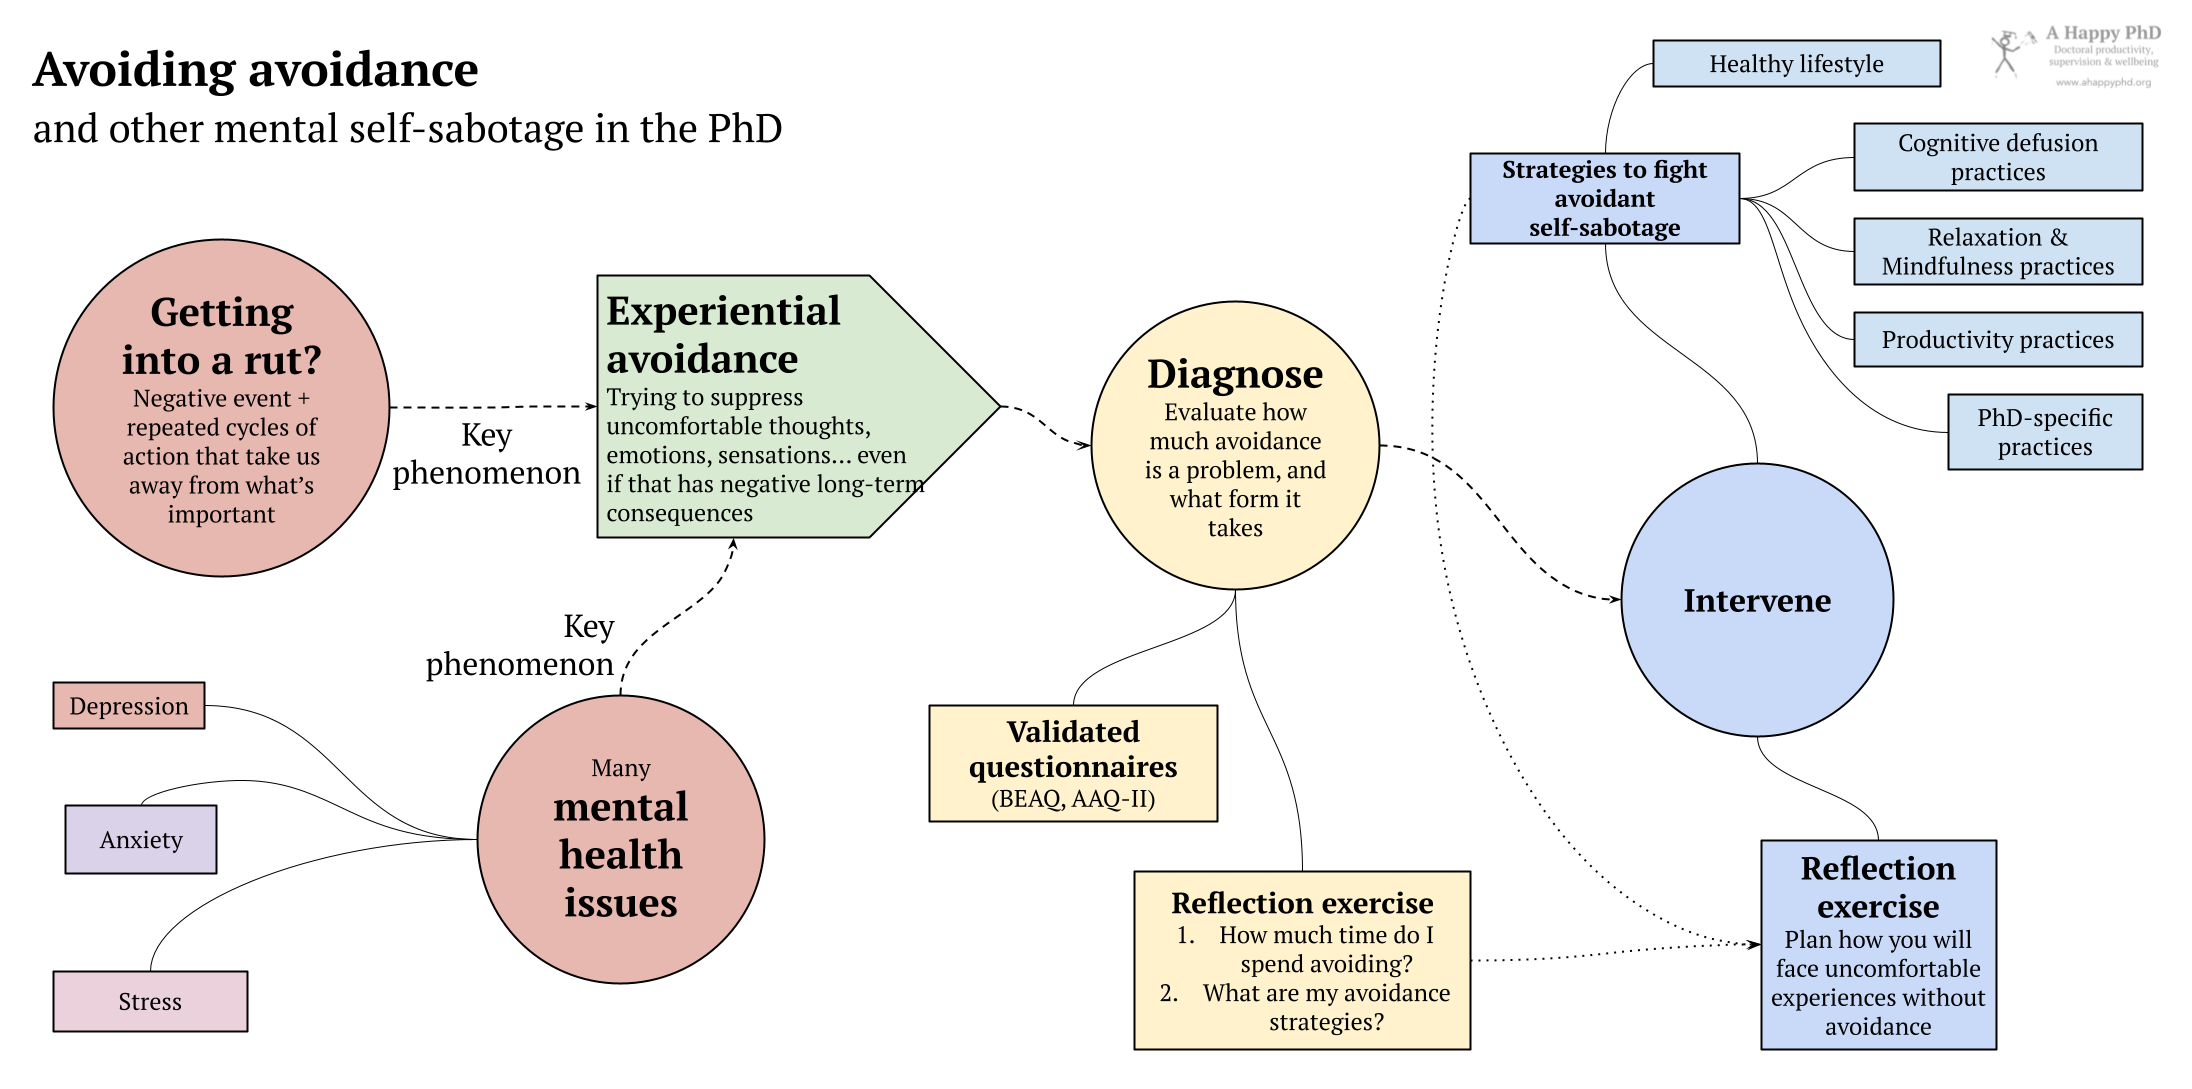 Avoiding avoidance
and other mental self-sabotage in the PhD
A Happy PhD
Doctoral productivity,
supervision & wellbeing
www.ahappyphd.org
Getting
into a rut?
Negative event +
repeated cycles of
action that take us
away from what's
important
Key
phenomenon
Experiential
avoidance
Trying to suppress
uncomfortable thoughts,
emotions, sensations... even
if that has negative long-term
consequences
Key
phenomenon
Many
mental
health
issues
Depression
Anxiety
Stress
Diagnose
Evaluate how
much avoidance
is a problem, and
what form it
takes
Validated
questionnaires
(BEAQ, AAQ-II)
Reflection exercise
1. How much time do I
spend avoiding?
2. What are my avoidance
strategies?
Intervene
Strategies to fight
avoidant
self-sabotage
Healthy lifestyle
Cognitive defusion
practices
Relaxation &
Mindfulness practices
Productivity practices
PhD-specific
practices
Reflection
exercise
Plan how you will
face uncomfortable
experiences without
avoidance